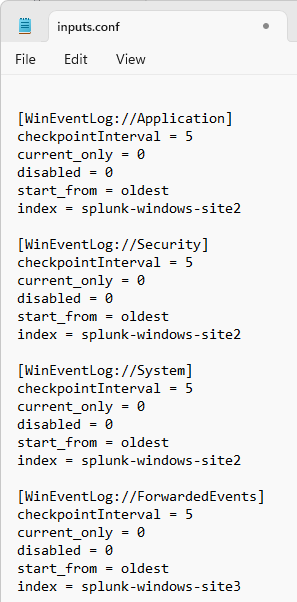 inputs.conf
File Edit View
[WinEventLog://Application]
checkpointInterval = 5
current_only = 0
disabled = 0
start_from = oldest
index = splunk-windows-site2
[WinEventLog://Security]
checkpointInterval = 5
current_only = 0
disabled = 0
start_from = oldest
index = splunk-windows-site2
[WinEventLog://System]
checkpointInterval = 5
current_only = 0
disabled = 0
start_from = oldest
index = splunk-windows-site2
[WinEventLog://ForwardedEvents]
checkpointInterval = 5
current_only = 0
disabled = 0
start_from = oldest
index = splunk-windows-site3